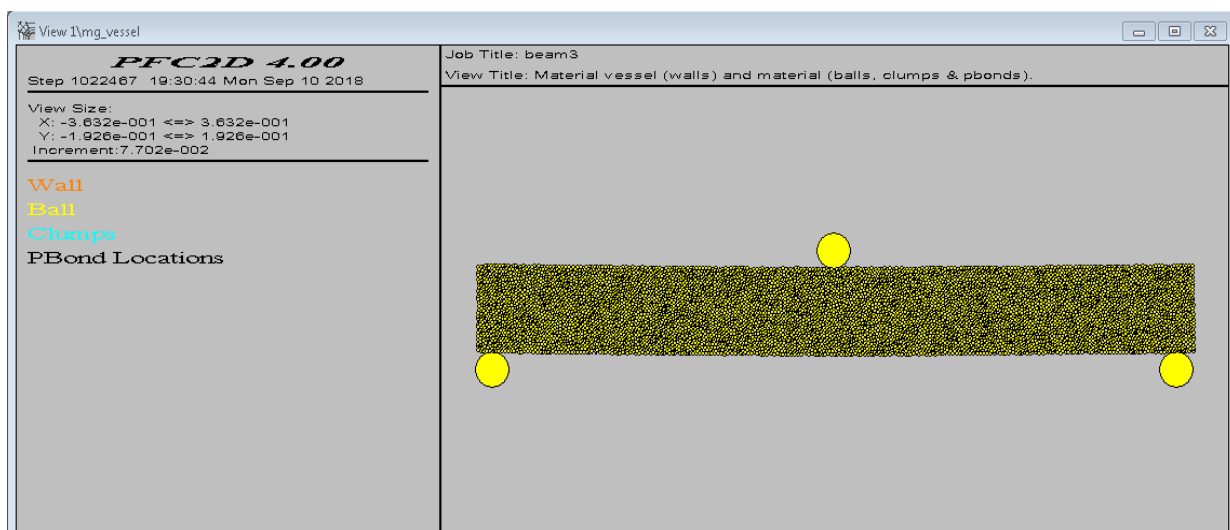 View 1\mg_vessel
PFC2D 4.00
Step 1022467  19:30:44 Mon Sep 10 2018
View Size:
X: -3.632e-001 <=> 3.632e-001
Y: -1.926e-001 <=> 1.926e-001
Increment:7.702e-002
Wall
Ball
Clumps
PBond Locations
Job Title: beam3
View Title: Material vessel (walls) and material (balls, clumps & pbonds).